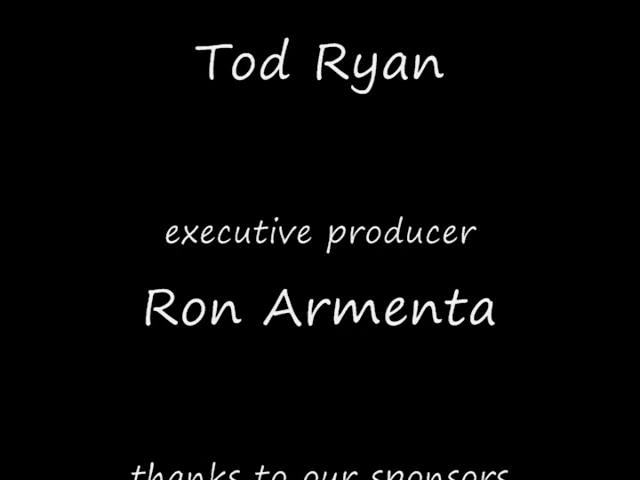 Tod Ryan
executive producer
Ron Armenta
thanks to our sponsors